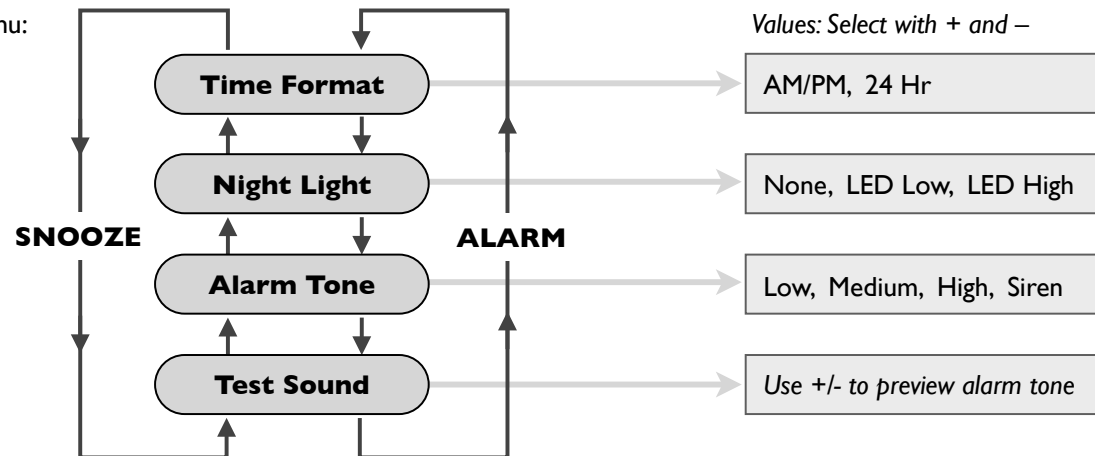 nu:
Values: Select with + and –
Time Format
AM/PM, 24 Hr
Night Light
None, LED Low, LED High
SNOOZE
ALARM
Alarm Tone
Low, Medium, High, Siren
Test Sound
Use +/- to preview alarm tone